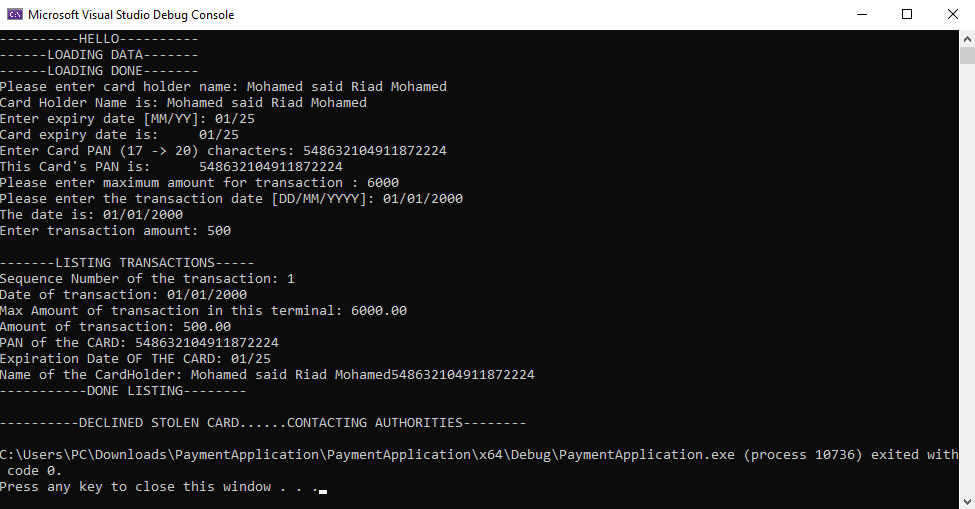 Microsoft Visual Studio Debug Console
----------HELLO----------
------LOADING DATA-------
------LOADING DONE-------
Please enter card holder name: Mohamed said Riad Mohamed
Card Holder Name is: Mohamed said Riad Mohamed
Enter expiry date [MM/YY]: 01/25
Card expiry date is:     01/25
Enter Card PAN (17 -> 20) characters: 548632104911872224
This Card's PAN is:      548632104911872224
Please enter maximum amount for transaction : 6000
Please enter the transaction date [DD/MM/YYYY]: 01/01/2000
The date is: 01/01/2000
Enter transaction amount: 500
-------LISTING TRANSACTIONS-----
Sequence Number of the transaction: 1
Date of transaction: 01/01/2000
Max Amount of transaction in this terminal: 6000.00
Amount of transaction: 500.00
PAN of the CARD: 548632104911872224
Expiration Date OF THE CARD: 01/25
Name of the CardHolder: Mohamed said Riad Mohamed548632104911872224
-----------DONE LISTING--------
----------DECLINED STOLEN CARD......CONTACTING AUTHORITIES--------
C:\Users\PC\Downloads\PaymentApplication\PaymentApplication\x64\Debug\PaymentApplication.exe (process 10736) exited with
 code 0.
Press any key to close this window . . .